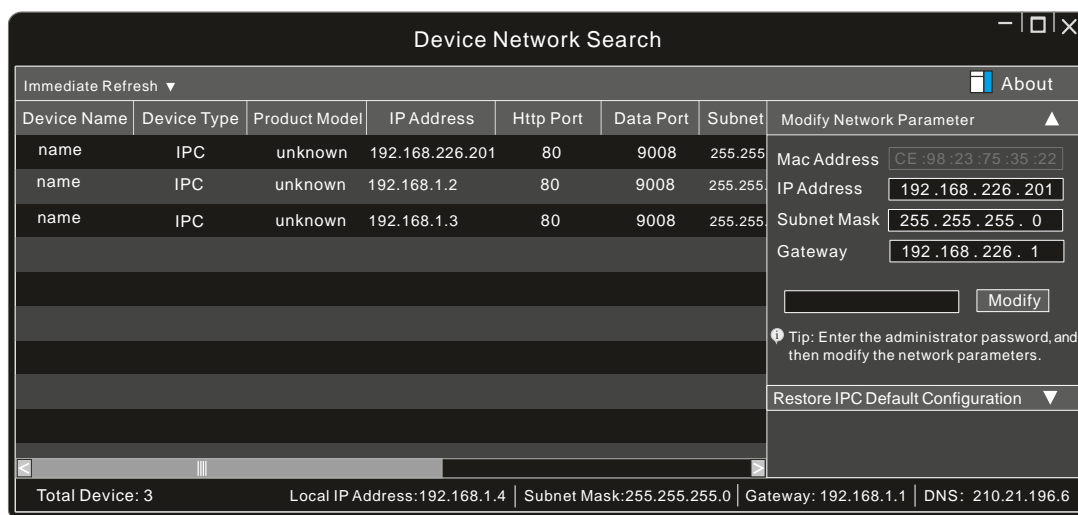 Device Network Search
Immediate Refresh ▼ About
Device Name Device Type Product Model IP Address Http Port Data Port Subnet
name IPC unknown 192.168.226.201 80 9008 255.255
name IPC unknown 192.168.1.2 80 9008 255.255.
name IPC unknown 192.168.1.3 80 9008 255.255.
Modify Network Parameter ▲
Mac Address CE :98 :23 :75 :35 :22
IP Address 192 .168 . 226 . 201
Subnet Mask 255 . 255 . 255 . 0
Gateway 192 .168 . 226 . 1
Modify
Tip: Enter the administrator password, and
then modify the network parameters.
Restore IPC Default Configuration ▼
Total Device: 3 Local IP Address:192.168.1.4 Subnet Mask:255.255.255.0 Gateway: 192.168.1.1 DNS: 210.21.196.6